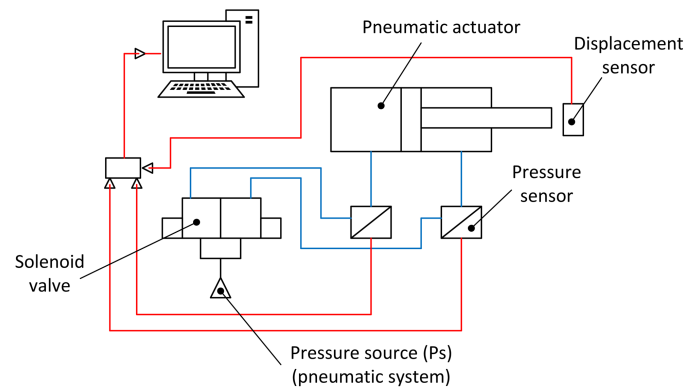 Pneumatic actuator
Displacement
sensor
Pressure
sensor
Solenoid
valve
Pressure source (Ps)
(pneumatic system)